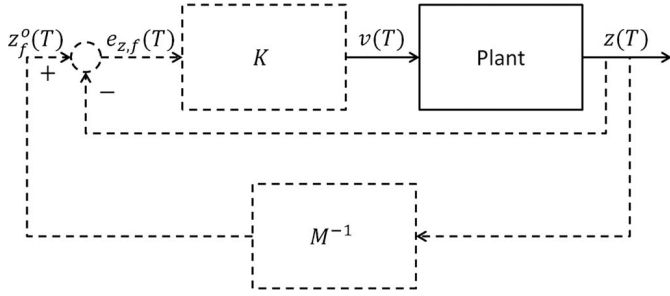 z_f^o(T) e_{z,f}(T) K v(T) Plant z(T)
+
−
M^{−1}